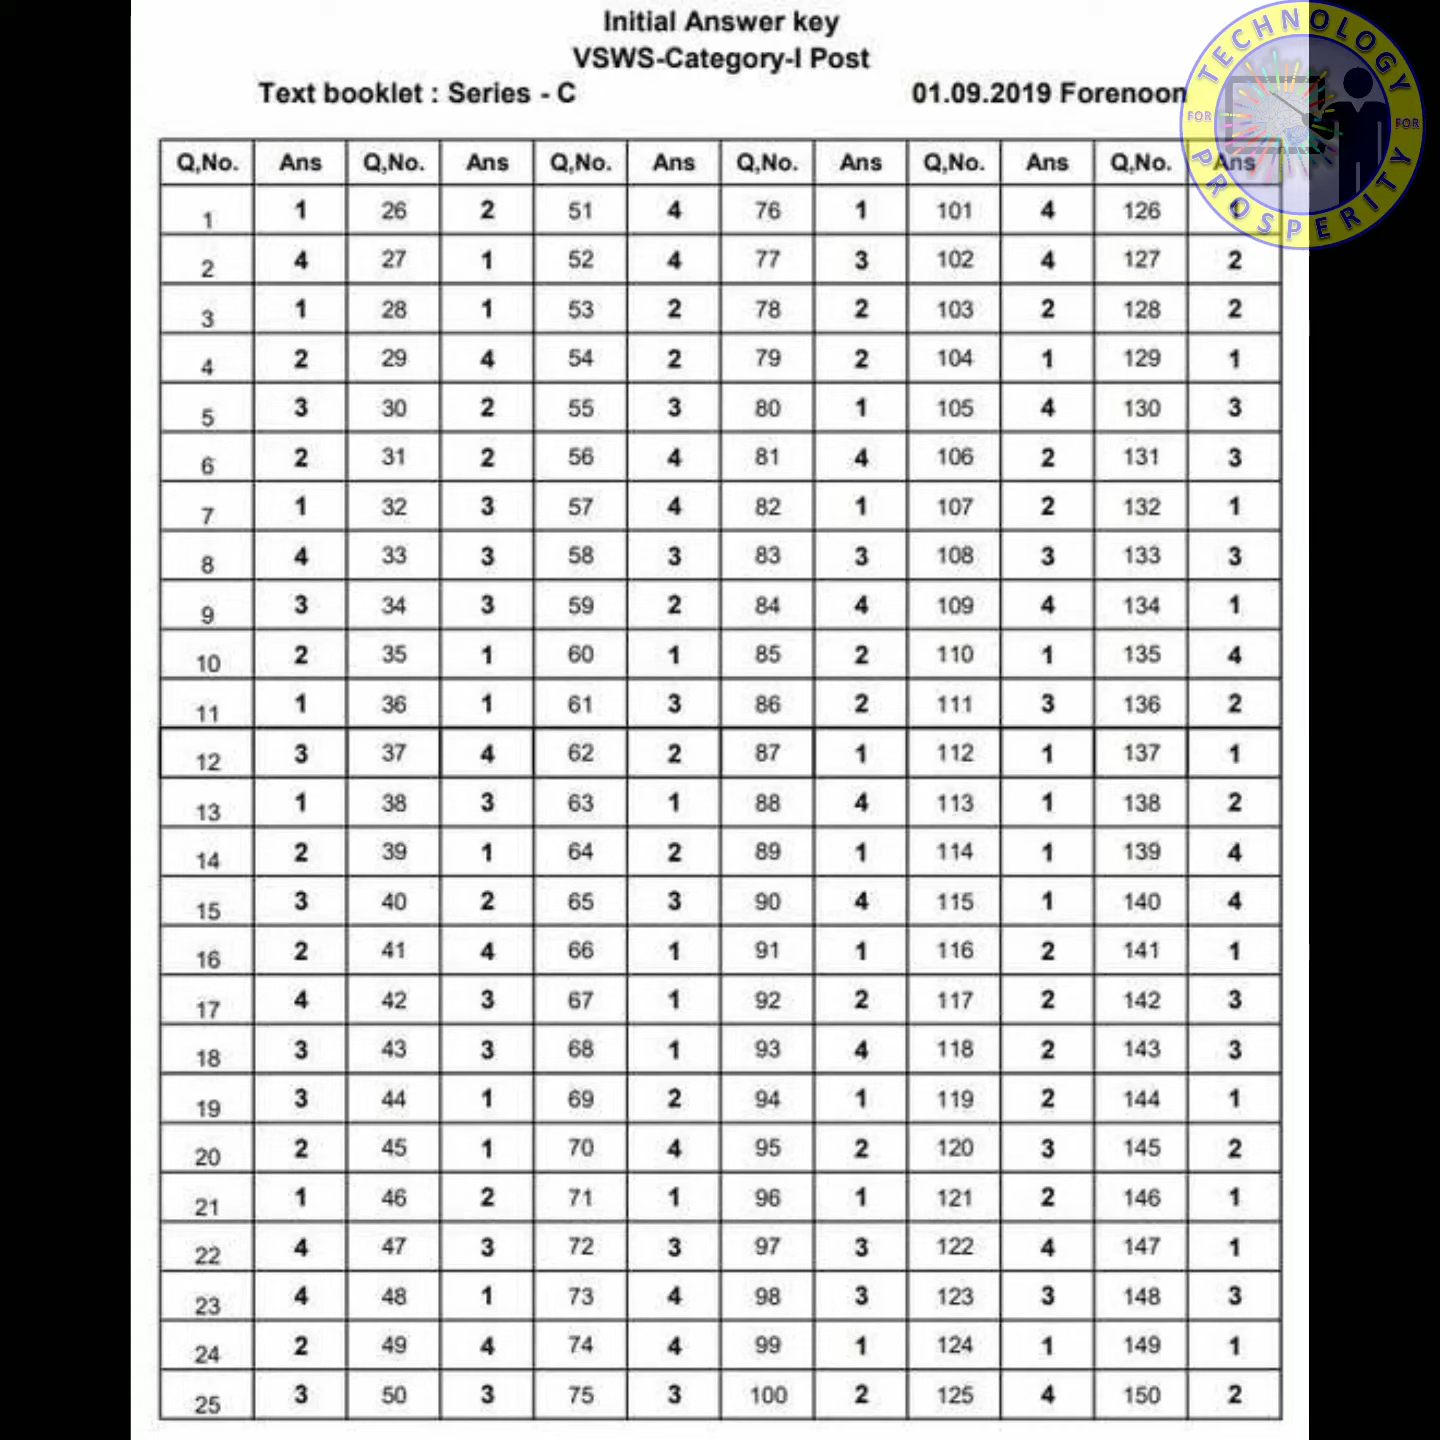 Initial Answer key
VSWS-Category-I Post
Text booklet : Series - C 01.09.2019 Forenoon
TECHNOLOGY
FOR FOR
PROSPERITY
Q,No. Ans Q,No. Ans Q,No. Ans Q,No. Ans Q,No. Ans Q,No. Ans
1 1 26 2 51 4 76 1 101 4 126
2 4 27 1 52 4 77 3 102 4 127 2
3 1 28 1 53 2 78 2 103 2 128 2
4 2 29 4 54 2 79 2 104 1 129 1
5 3 30 2 55 3 80 1 105 4 130 3
6 2 31 2 56 4 81 4 106 2 131 3
7 1 32 3 57 4 82 1 107 2 132 1
8 4 33 3 58 3 83 3 108 3 133 3
9 3 34 3 59 2 84 4 109 4 134 1
10 2 35 1 60 1 85 2 110 1 135 4
11 1 36 1 61 3 86 2 111 3 136 2
12 3 37 4 62 2 87 1 112 1 137 1
13 1 38 3 63 1 88 4 113 1 138 2
14 2 39 1 64 2 89 1 114 1 139 4
15 3 40 2 65 3 90 4 115 1 140 4
16 2 41 4 66 1 91 1 116 2 141 1
17 4 42 3 67 1 92 2 117 2 142 3
18 3 43 3 68 1 93 4 118 2 143 3
19 3 44 1 69 2 94 1 119 2 144 1
20 2 45 1 70 4 95 2 120 3 145 2
21 1 46 2 71 1 96 1 121 2 146 1
22 4 47 3 72 3 97 3 122 4 147 1
23 4 48 1 73 4 98 3 123 3 148 3
24 2 49 4 74 4 99 1 124 1 149 1
25 3 50 3 75 3 100 2 125 4 150 2